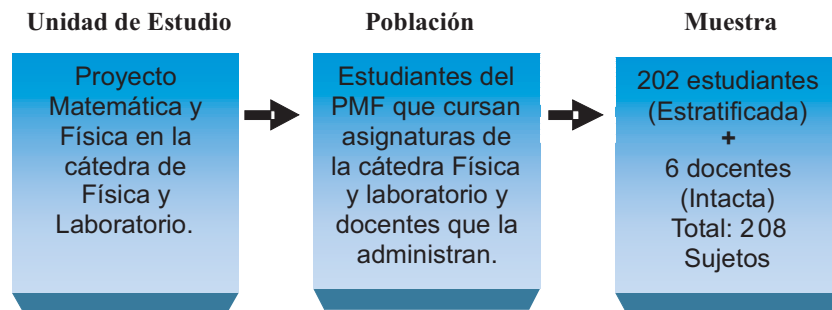 Unidad de Estudio
Proyecto
Matemática y
Física en la
cátedra de
Física y
Laboratorio.
Población
Estudiantes del
PMF que cursan
asignaturas de
la cátedra Física
y laboratorio y
docentes que la
administran.
Muestra
202 estudiantes
(Estratificada)
+
6 docentes
(Intacta)
Total: 208
Sujetos